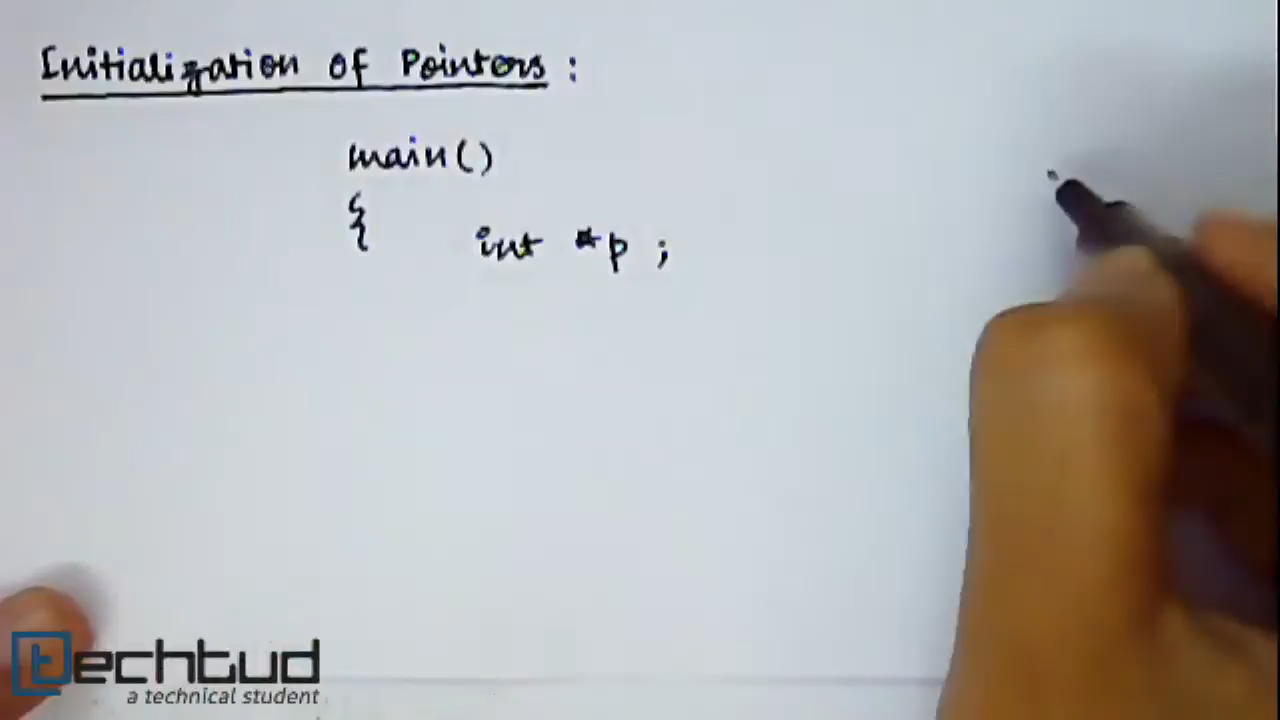 Initialization of Pointers :
main()
{ int *p ;
techtud
a technical student